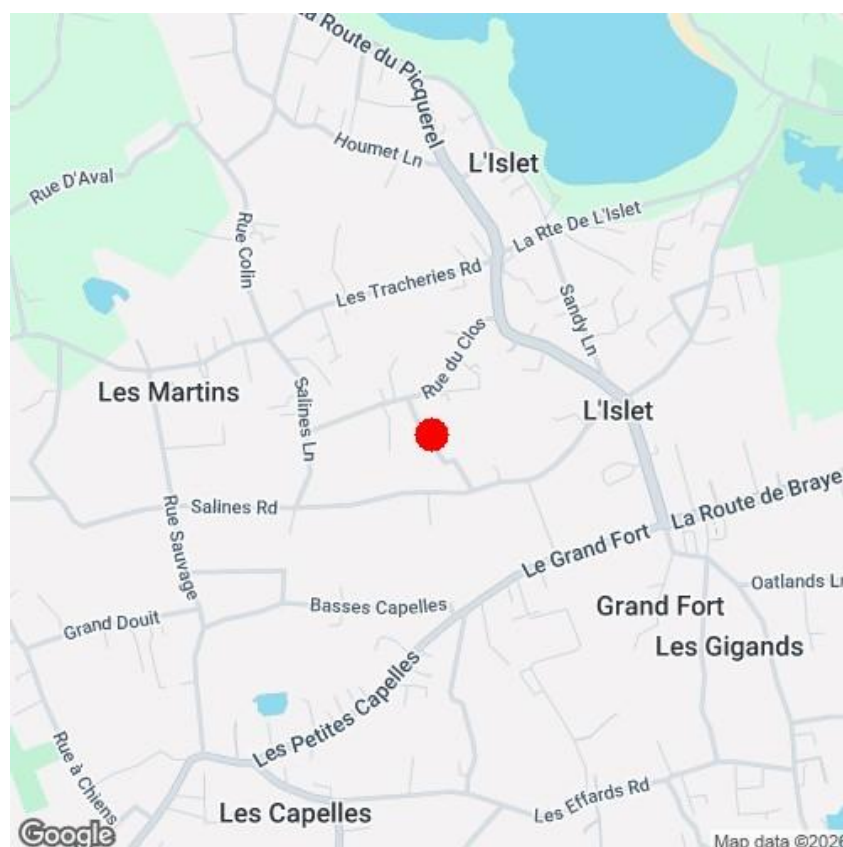 La Route du Picquerel
Houmet Ln
L'Islet
Rue D'Aval
La Rte De L'Islet
Rue Colin
Les Tracheries Rd
Sandy Ln
Rue du Clos
Les Martins
Salines Ln
L'Islet
Salines Rd
La Route de Braye
Rue Sauvage
Le Grand Fort
Oatlands Ln
Basses Capelles
Grand Fort
Grand Douit
Les Gigands
Les Petites Capelles
Rue à Chiens
Les Effards Rd
Les Capelles
Google
Map data ©2026